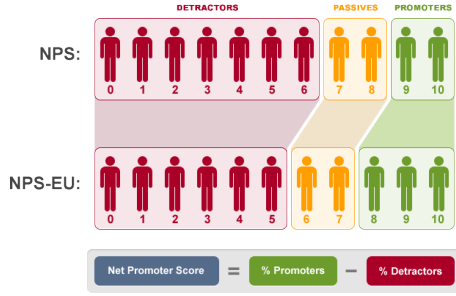 DETRACTORS PASSIVES PROMOTERS
NPS:
0 1 2 3 4 5 6 7 8 9 10
NPS-EU:
0 1 2 3 4 5 6 7 8 9 10
Net Promoter Score = % Promoters − % Detractors